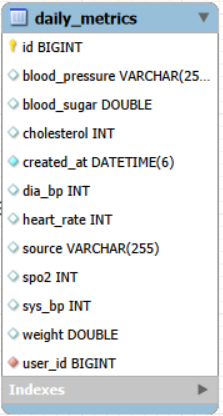 daily_metrics
id BIGINT
blood_pressure VARCHAR(25...
blood_sugar DOUBLE
cholesterol INT
created_at DATETIME(6)
dia_bp INT
heart_rate INT
source VARCHAR(255)
spo2 INT
sys_bp INT
weight DOUBLE
user_id BIGINT
Indexes